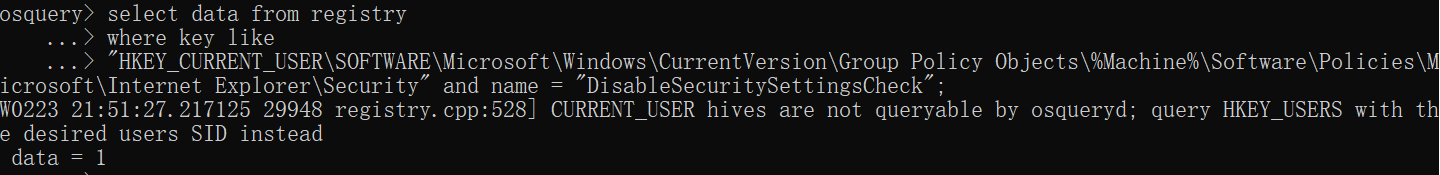 osquery> select data from registry
    ...> where key like
    ...> "HKEY_CURRENT_USER\SOFTWARE\Microsoft\Windows\CurrentVersion\Group Policy Objects\%Machine%\Software\Policies\M
icrosoft\Internet Explorer\Security" and name = "DisableSecuritySettingsCheck";
W0223 21:51:27.217125 29948 registry.cpp:528] CURRENT_USER hives are not queryable by osqueryd; query HKEY_USERS with th
e desired users SID instead
 data = 1